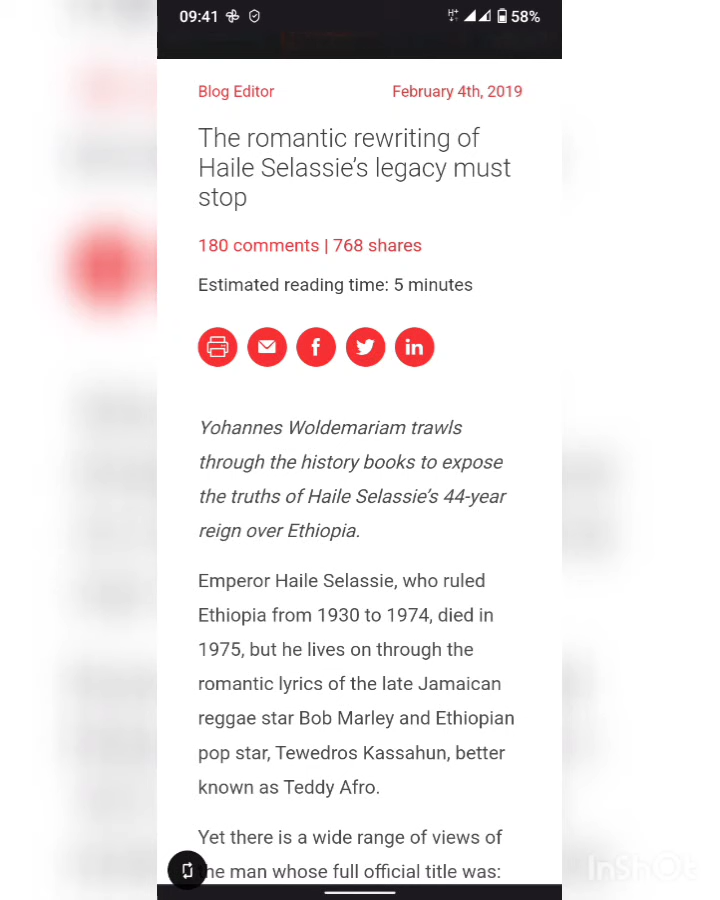 09:41 H+ 58%
Blog Editor February 4th, 2019
The romantic rewriting of
Haile Selassie’s legacy must
stop
180 comments | 768 shares
Estimated reading time: 5 minutes
f in
Yohannes Woldemariam trawls
through the history books to expose
the truths of Haile Selassie’s 44-year
reign over Ethiopia.
Emperor Haile Selassie, who ruled
Ethiopia from 1930 to 1974, died in
1975, but he lives on through the
romantic lyrics of the late Jamaican
reggae star Bob Marley and Ethiopian
pop star, Tewedros Kassahun, better
known as Teddy Afro.
Yet there is a wide range of views of
the man whose full official title was:
InShOt